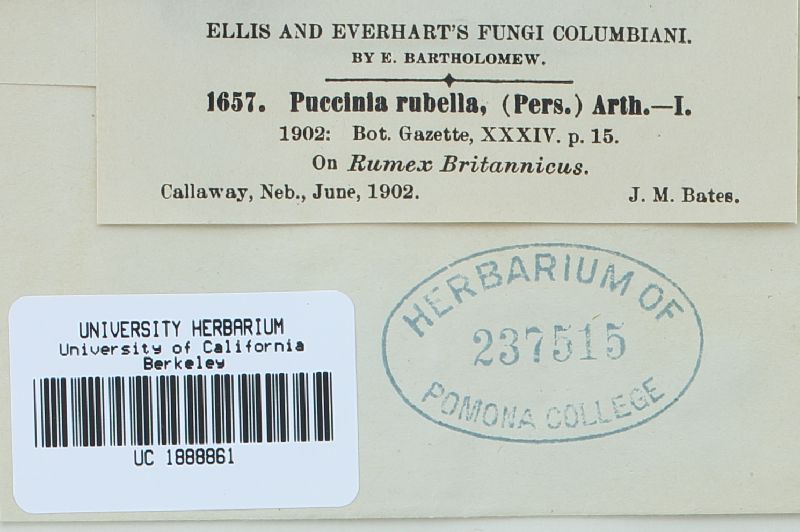 ELLIS AND EVERHART'S FUNGI COLUMBIANI.
BY E. BARTHOLOMEW.
1657. Puccinia rubella, (Pers.) Arth.—I.
1902: Bot. Gazette, XXXIV. p. 15.
On Rumex Britannicus.
Callaway, Neb., June, 1902. J. M. Bates.
HERBARIUM OF
237515
POMONA COLLEGE
UNIVERSITY HERBARIUM
University of California
Berkeley
UC 1888861